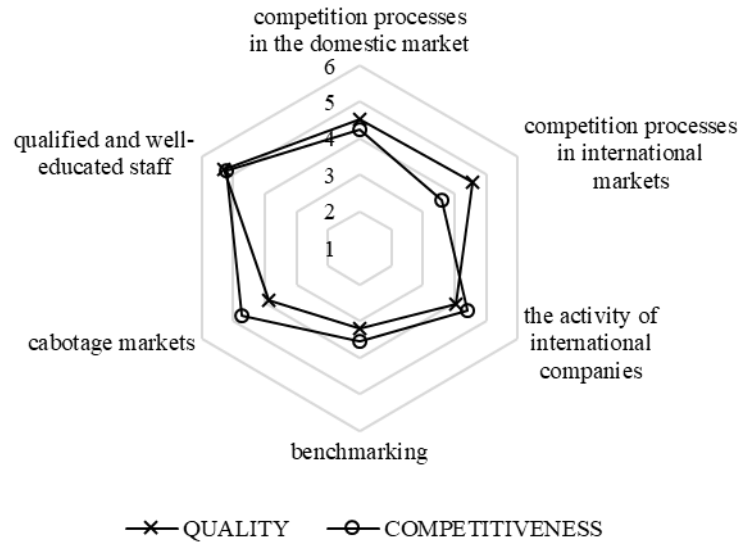 competition processes
in the domestic market
6
5
4
3
2
1
competition processes
in international
markets
qualified and well-
educated staff
the activity of
international
companies
cabotage markets
benchmarking
QUALITY
COMPETITIVENESS